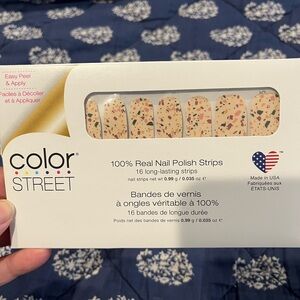 Easy Peel
& Apply
Faciles à Décoller
et à Appliquer
color
STREET
100% Real Nail Polish Strips
16 long-lasting strips
nail strips net wt 0.99 g / 0.035 oz ℮
Bandes de vernis
à ongles véritable à 100%
16 bandes de longue durée
Poids net des bandes de vernis 0.99 g / 0.035 oz ℮
Made in USA
Fabriquées aux
ÉTATS-UNIS